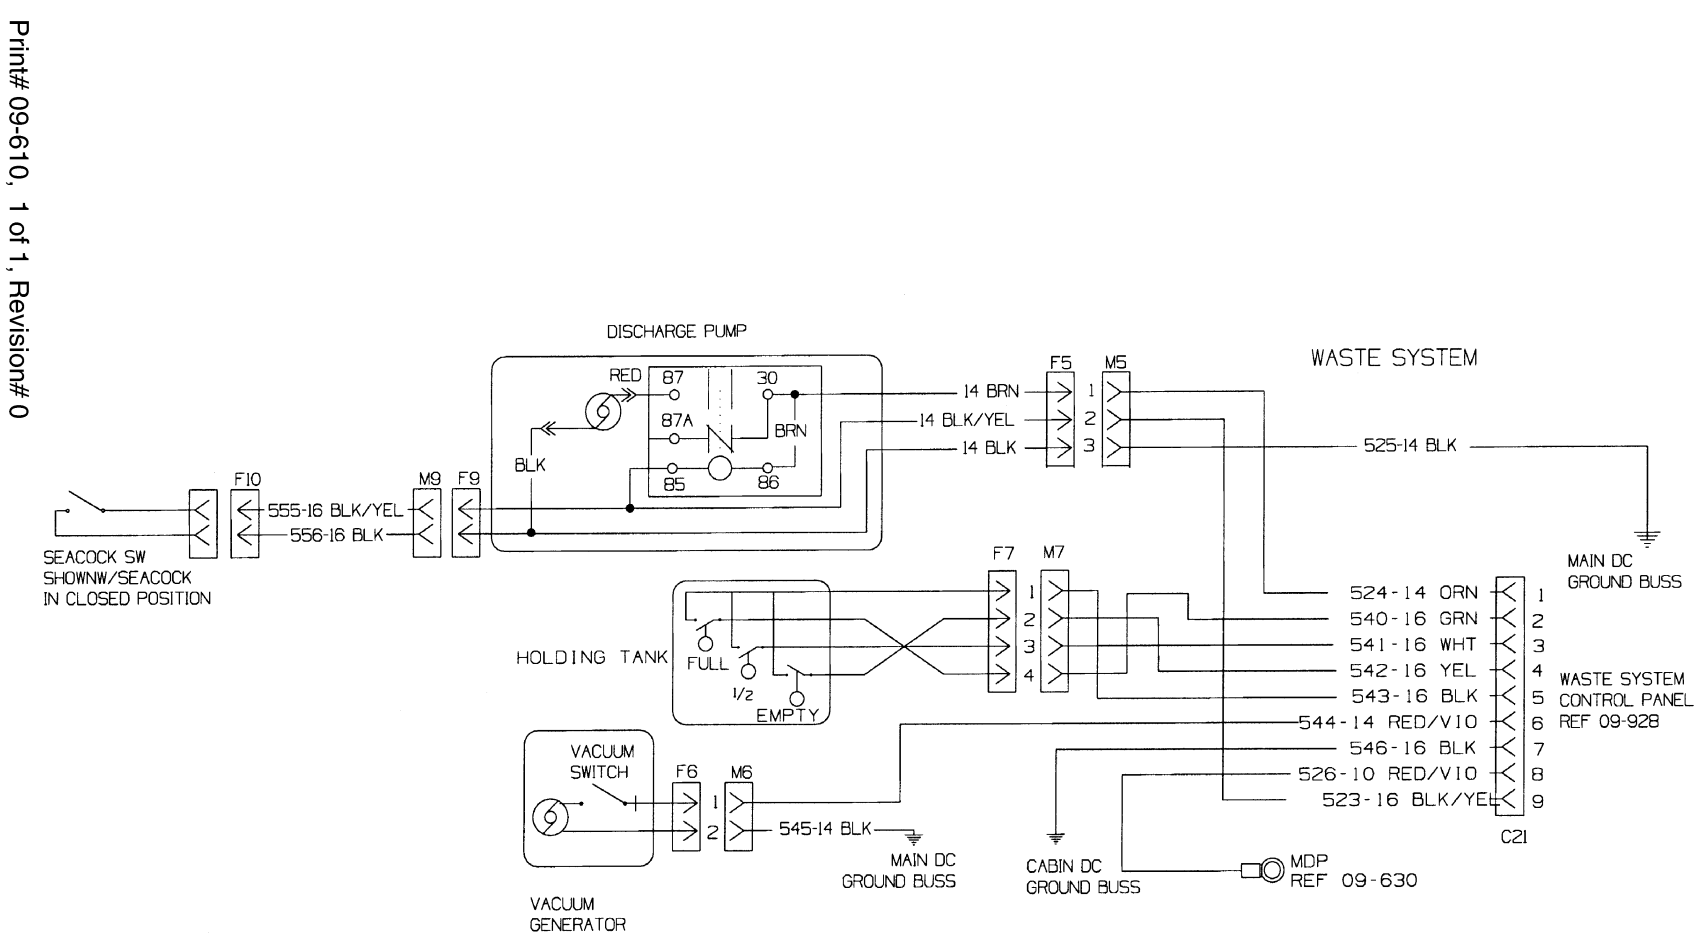 Print# 09-610, 1 of 1, Revision# 0
DISCHARGE PUMP
WASTE SYSTEM
RED
87
30
87A
BRN
85
86
BLK
14 BRN
14 BLK/YEL
14 BLK
F5
M5
1
2
3
525-14 BLK
MAIN DC
GROUND BUSS
F10
M9
F9
555-16 BLK/YEL
556-16 BLK
SEACOCK SW
SHOWNW/SEACOCK
IN CLOSED POSITION
F7
M7
1
2
3
4
HOLDING TANK
FULL
1/2
EMPTY
524-14 ORN
1
540-16 GRN
2
541-16 WHT
3
542-16 YEL
4
543-16 BLK
5
544-14 RED/VIO
6
546-16 BLK
7
526-10 RED/VIO
8
523-16 BLK/YEL
9
C21
WASTE SYSTEM
CONTROL PANEL
REF 09-928
VACUUM
SWITCH
F6
M6
1
2
545-14 BLK
MAIN DC
GROUND BUSS
CABIN DC
GROUND BUSS
MDP
REF 09-630
VACUUM
GENERATOR